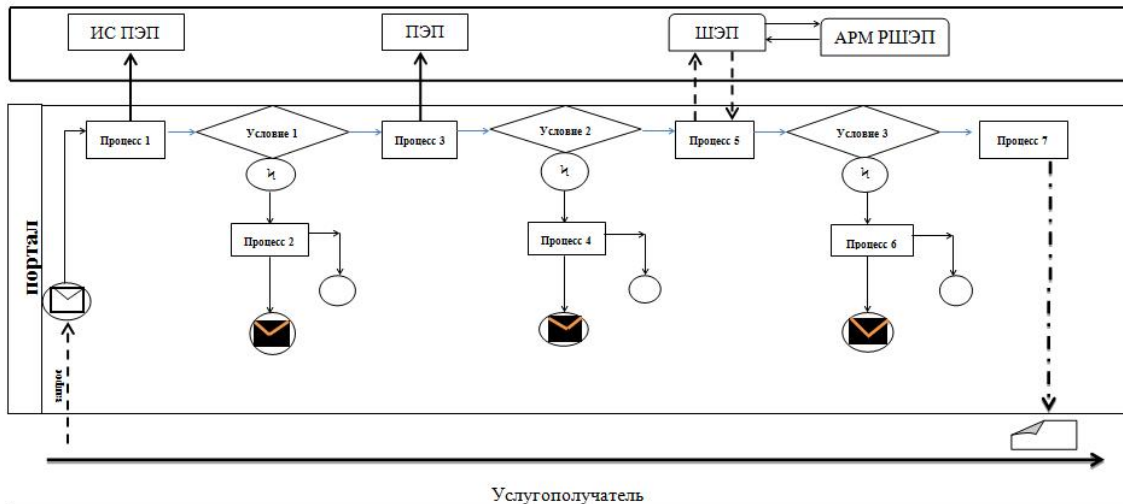 ИС ПЭП
ПЭП
ШЭП
АРМ РШЭП
Процесс 1
Условие 1
Процесс 3
Условие 2
Процесс 5
Условие 3
Процесс 7
Процесс 2
Процесс 4
Процесс 6
портал
запрос
Услугополучатель